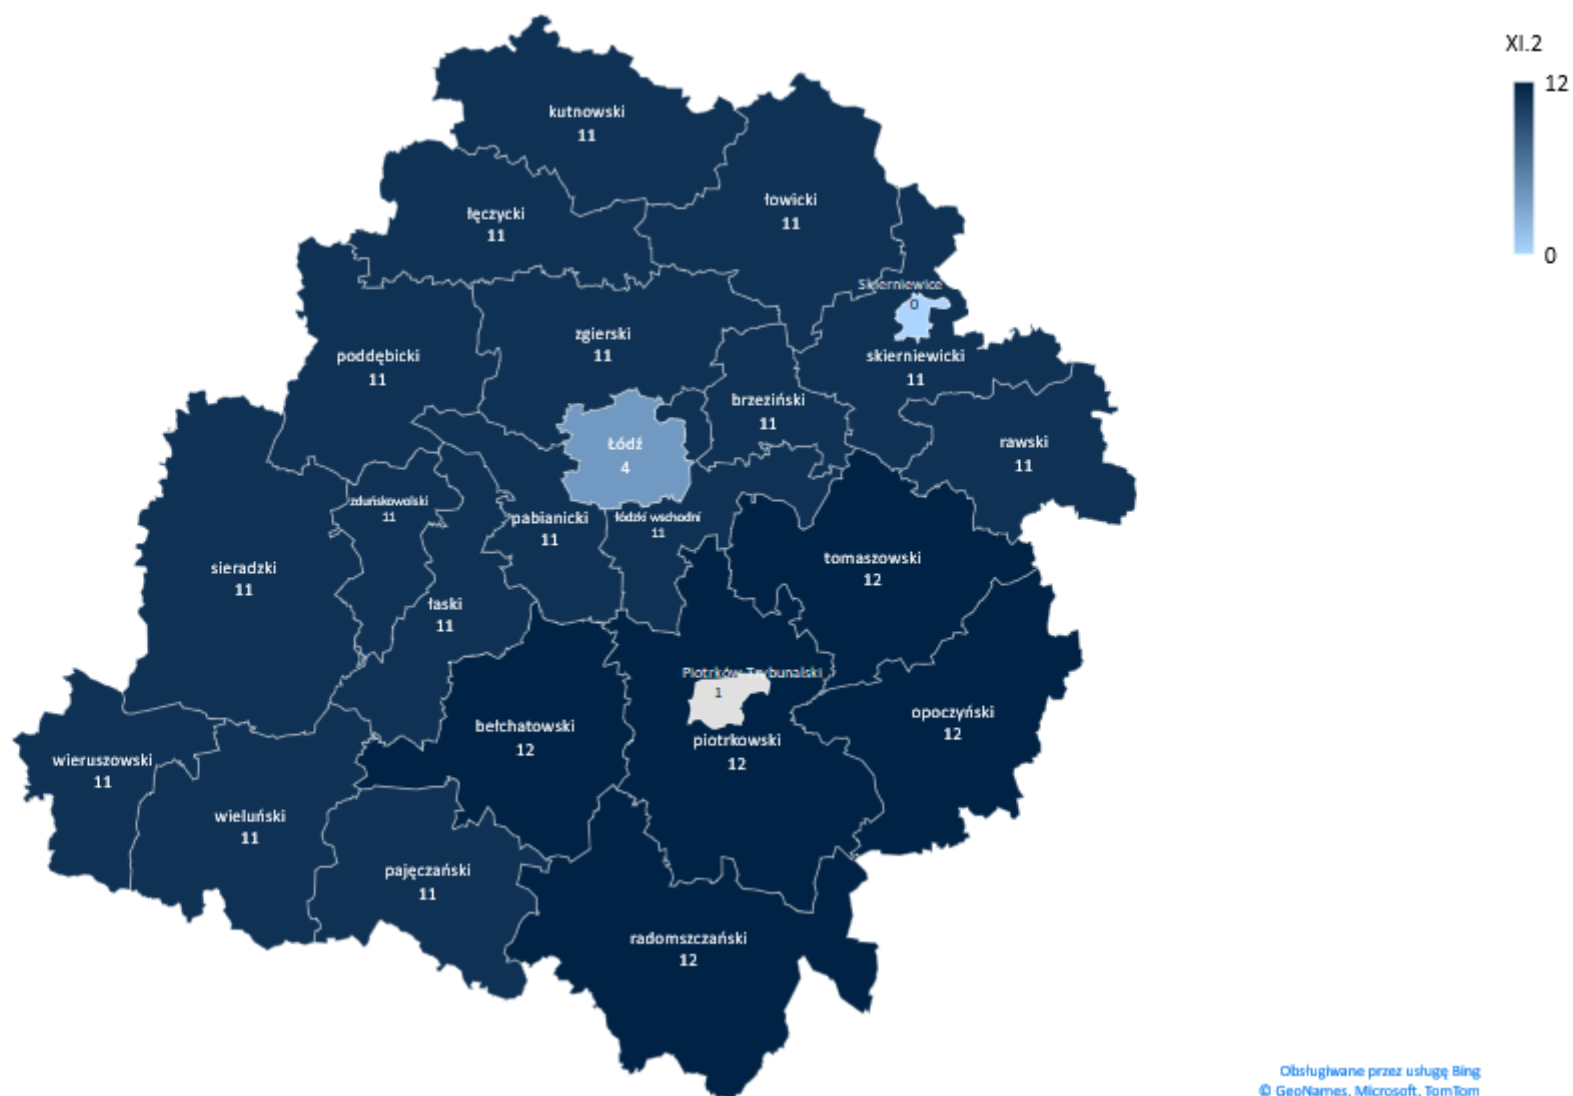 XI.2
12
0
kutnowski
11
łowicki
11
łęczycki
11
Skierniewice
0
zgierski
11
poddębicki
11
skierniewicki
11
brzeziński
11
rawski
11
Łódź
4
zduńskowolski
11
pabianicki
11
łódzki wschodni
11
tomaszowski
12
sieradzki
11
łaski
11
Piotrków Trybunalski
1
opoczyński
12
bełchatowski
12
piotrkowski
12
wieruszowski
11
wieluński
11
pajęczański
11
radomszczański
12
Obsługiwane przez usługę Bing
© GeoNames, Microsoft, TomTom